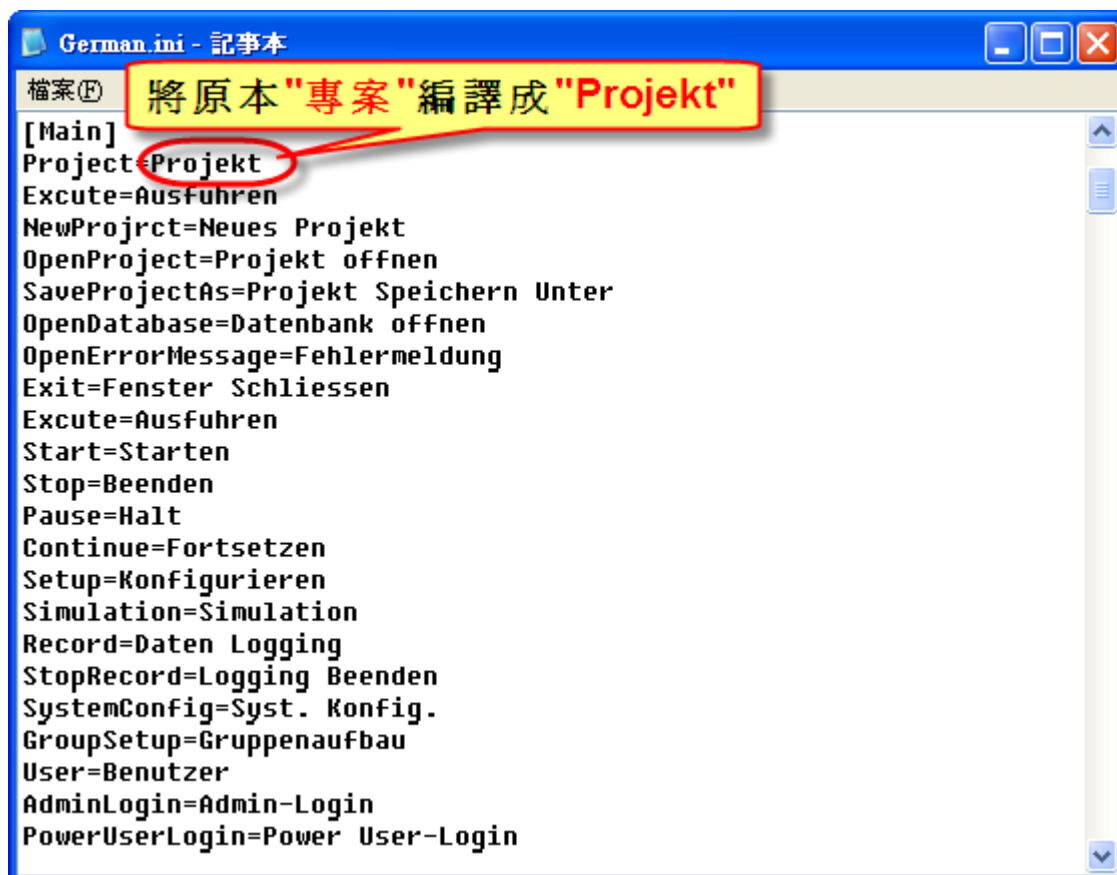 German.ini - 記事本
檔案(F)
將原本"專案"編譯成"Projekt"
[Main]
Project=Projekt
Excute=Ausfuhren
NewProjrct=Neues Projekt
OpenProject=Projekt offnen
SaveProjectAs=Projekt Speichern Unter
OpenDatabase=Datenbank offnen
OpenErrorMessage=Fehlermeldung
Exit=Fenster Schliessen
Excute=Ausfuhren
Start=Starten
Stop=Beenden
Pause=Halt
Continue=Fortsetzen
Setup=Konfigurieren
Simulation=Simulation
Record=Daten Logging
StopRecord=Logging Beenden
SystemConfig=Syst. Konfig.
GroupSetup=Gruppenaufbau
User=Benutzer
AdminLogin=Admin-Login
PowerUserLogin=Power User-Login